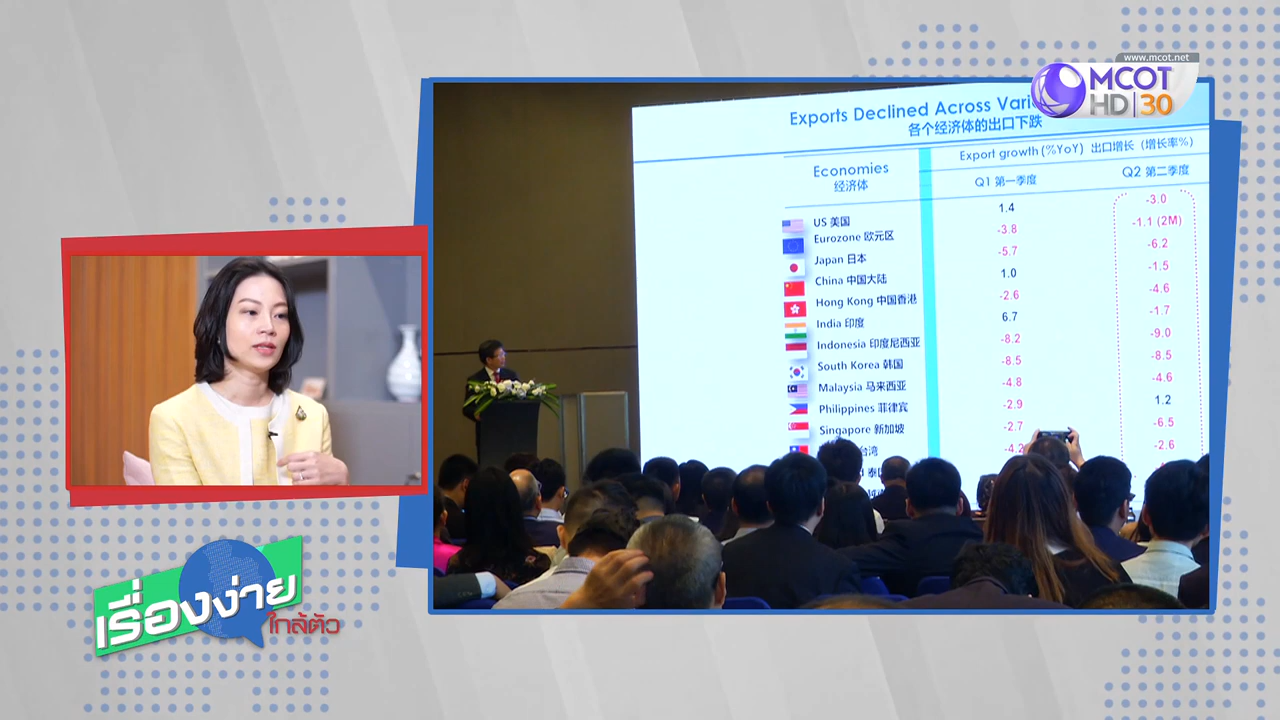 www.mcot.net
MCOT
HD 30
Exports Declined Across Vari
各个经济体的出口下跌
Economies
经济体
Export growth (%YoY) 出口增长 (增长率%)
Q1 第一季度 Q2 第二季度
US 美国 1.4 -3.0
Eurozone 欧元区 -3.8 -1.1 (2M)
Japan 日本 -5.7 -6.2
China 中国大陆 1.0 -1.5
Hong Kong 中国香港 -2.6 -4.6
India 印度 6.7 -1.7
Indonesia 印度尼西亚 -8.2 -9.0
South Korea 韩国 -8.5 -8.5
Malaysia 马来西亚 -4.8 -4.6
Philippines 菲律宾 -2.9 1.2
Singapore 新加坡 -2.7 -6.5
台湾 -4.2 -2.6
เรื่องง่าย
ใกล้ตัว